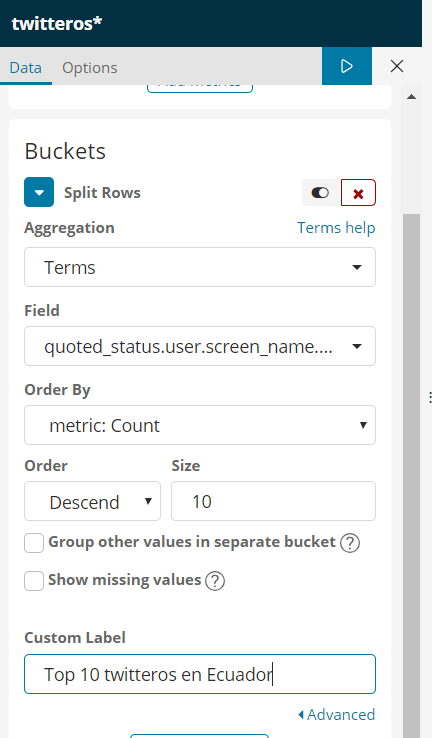 twitteros*
Data Options
Buckets
Split Rows
Aggregation Terms help
Terms
Field
quoted_status.user.screen_name....
Order By
metric: Count
Order Size
Descend 10
Group other values in separate bucket ?
Show missing values ?
Custom Label
Top 10 twitteros en Ecuador
Advanced